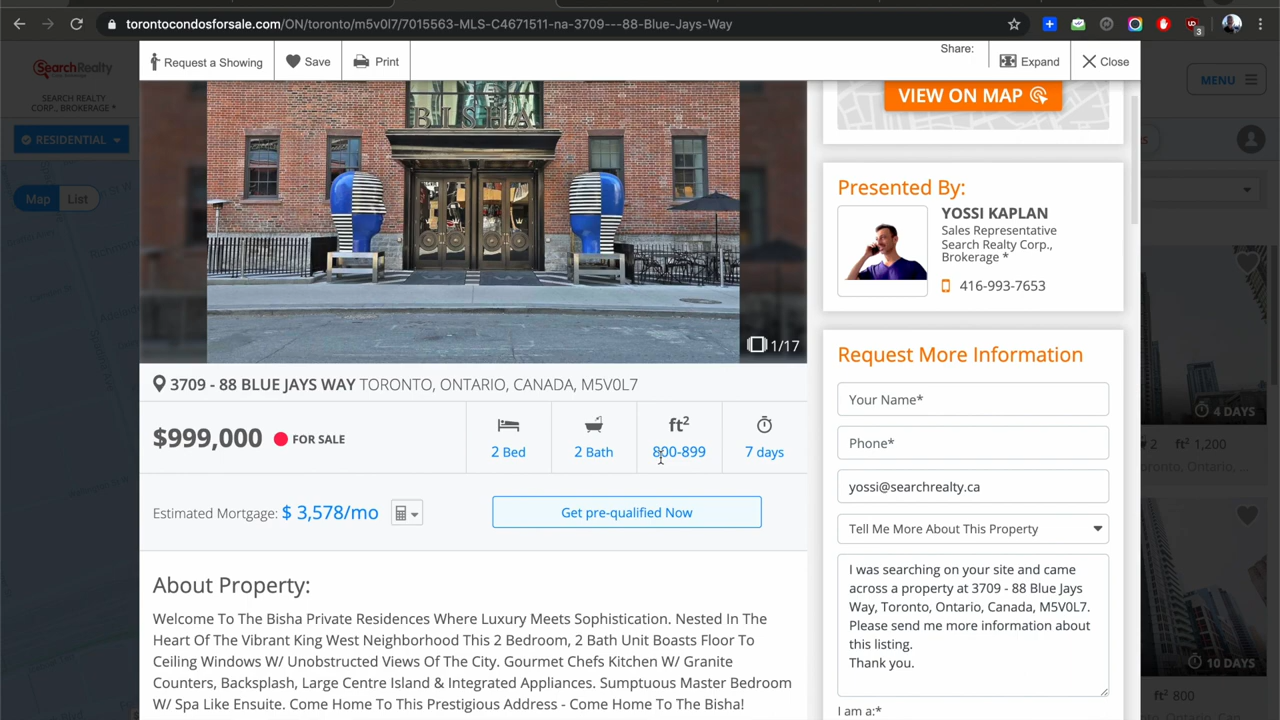 torontocondosforsale.com/ON/toronto/m5v0l7/7015563-MLS-C4671511-na-3709---88-Blue-Jays-Way
3
Request a Showing
Save
Print
Share:
Expand
Close
SearchRealty
SEARCH REALTY
CORP., BROKERAGE *
MENU
RESIDENTIAL
Map
List
BISHA
1/17
VIEW ON MAP
Presented By:
YOSSI KAPLAN
Sales Representative
Search Realty Corp.,
Brokerage *
416-993-7653
3709 - 88 BLUE JAYS WAY TORONTO, ONTARIO, CANADA, M5V0L7
$999,000
FOR SALE
2 Bed
2 Bath
ft²
800-899
7 days
Estimated Mortgage: $ 3,578/mo
Get pre-qualified Now
About Property:
Welcome To The Bisha Private Residences Where Luxury Meets Sophistication. Nested In The
Heart Of The Vibrant King West Neighborhood This 2 Bedroom, 2 Bath Unit Boasts Floor To
Ceiling Windows W/ Unobstructed Views Of The City. Gourmet Chefs Kitchen W/ Granite
Counters, Backsplash, Large Centre Island & Integrated Appliances. Sumptuous Master Bedroom
W/ Spa Like Ensuite. Come Home To This Prestigious Address - Come Home To The Bisha!
Request More Information
Your Name*
Phone*
yossi@searchrealty.ca
Tell Me More About This Property
I was searching on your site and came
across a property at 3709 - 88 Blue Jays
Way, Toronto, Ontario, Canada, M5V0L7.
Please send me more information about
this listing.
Thank you.
I am a:*
4 DAYS
2 ft² 1,200
oronto, Ontario, ...
10 DAYS
ft² 800